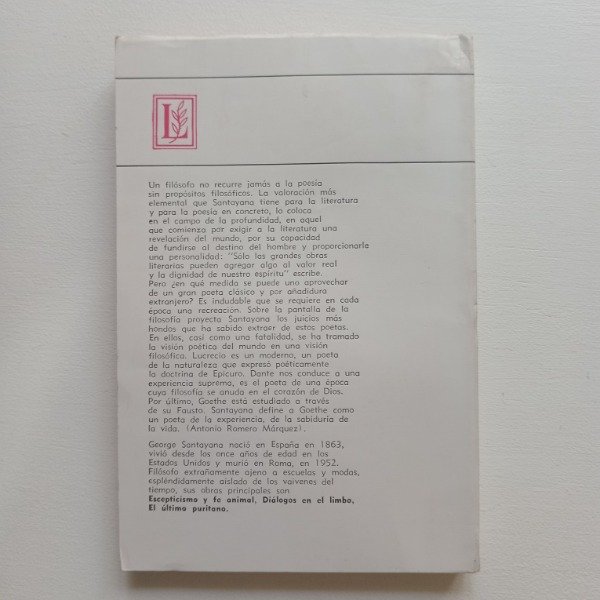 L
Un filósofo no recurre jamás a la poesía
sin propósitos filosóficos. La valoración más
elemental que Santayana tiene para la literatura
y para la poesía en concreto, lo coloca
en el campo de la profundidad, en aquel
que comienza por exigir a la literatura una
revelación del mundo, por su capacidad
de fundirse al destino del hombre y proporcionarle
una personalidad: "Sólo las grandes obras
literarias pueden agregar algo al valor real
y la dignidad de nuestro espíritu" escribe.
Pero ¿en qué medida se puede uno aprovechar
de un gran poeta clásico y por añadidura
extranjero? Es indudable que se requiere en cada
época una recreación. Sobre la pantalla de la
filosofía proyecta Santayana los juicios más
hondos que ha sabido extraer de estos poetas.
En ellos, casi como una fatalidad, se ha tramado
la visión poética del mundo en una visión
filosófica. Lucrecio es un moderno, un poeta
de la naturaleza que expresó poéticamente
la doctrina de Epicuro. Dante nos conduce a una
experiencia suprema, es el poeta de una época
cuya filosofía se anuda en el corazón de Dios.
Por último, Goethe está estudiado a través
de su Fausto. Santayana define a Goethe como
un poeta de la experiencia, de la sabiduría de
la vida. (Antonio Romero Márquez).
George Santayana nació en España en 1863,
vivió desde los once años de edad en los
Estados Unidos y murió en Roma, en 1952.
Filósofo extrañamente ajeno a escuelas y modas,
espléndidamente aislado de los vaivenes del
tiempo, sus obras principales son
Escepticismo y fe animal, Diálogos en el limbo,
El último puritano.